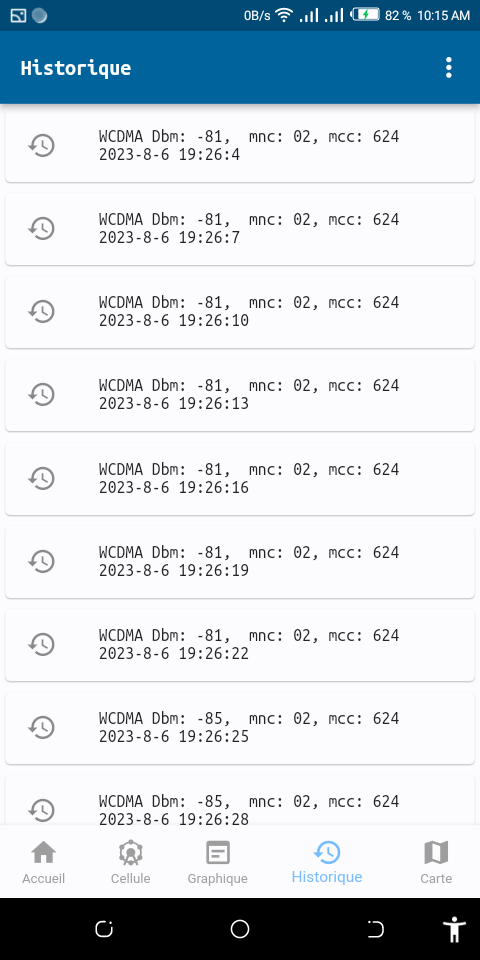 0B/s 82 % 10:15 AM
Historique
WCDMA Dbm: -81,  mnc: 02, mcc: 624
2023-8-6 19:26:4
WCDMA Dbm: -81,  mnc: 02, mcc: 624
2023-8-6 19:26:7
WCDMA Dbm: -81,  mnc: 02, mcc: 624
2023-8-6 19:26:10
WCDMA Dbm: -81,  mnc: 02, mcc: 624
2023-8-6 19:26:13
WCDMA Dbm: -81,  mnc: 02, mcc: 624
2023-8-6 19:26:16
WCDMA Dbm: -81,  mnc: 02, mcc: 624
2023-8-6 19:26:19
WCDMA Dbm: -81,  mnc: 02, mcc: 624
2023-8-6 19:26:22
WCDMA Dbm: -85,  mnc: 02, mcc: 624
2023-8-6 19:26:25
WCDMA Dbm: -85,  mnc: 02, mcc: 624
2023-8-6 19:26:28
Accueil Cellule Graphique Historique Carte